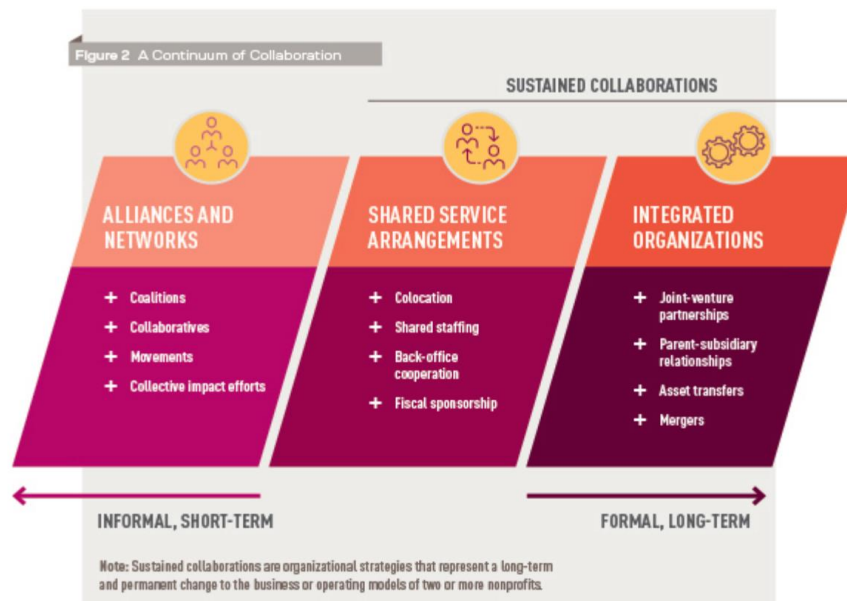 Figure 2 A Continuum of Collaboration
SUSTAINED COLLABORATIONS
ALLIANCES AND
NETWORKS
+ Coalitions
+ Collaboratives
+ Movements
+ Collective impact efforts
SHARED SERVICE
ARRANGEMENTS
+ Colocation
+ Shared staffing
+ Back-office
cooperation
+ Fiscal sponsorship
INTEGRATED
ORGANIZATIONS
+ Joint-venture
partnerships
+ Parent-subsidiary
relationships
+ Asset transfers
+ Mergers
INFORMAL, SHORT-TERM
FORMAL, LONG-TERM
Note: Sustained collaborations are organizational strategies that represent a long-term
and permanent change to the business or operating models of two or more nonprofits.